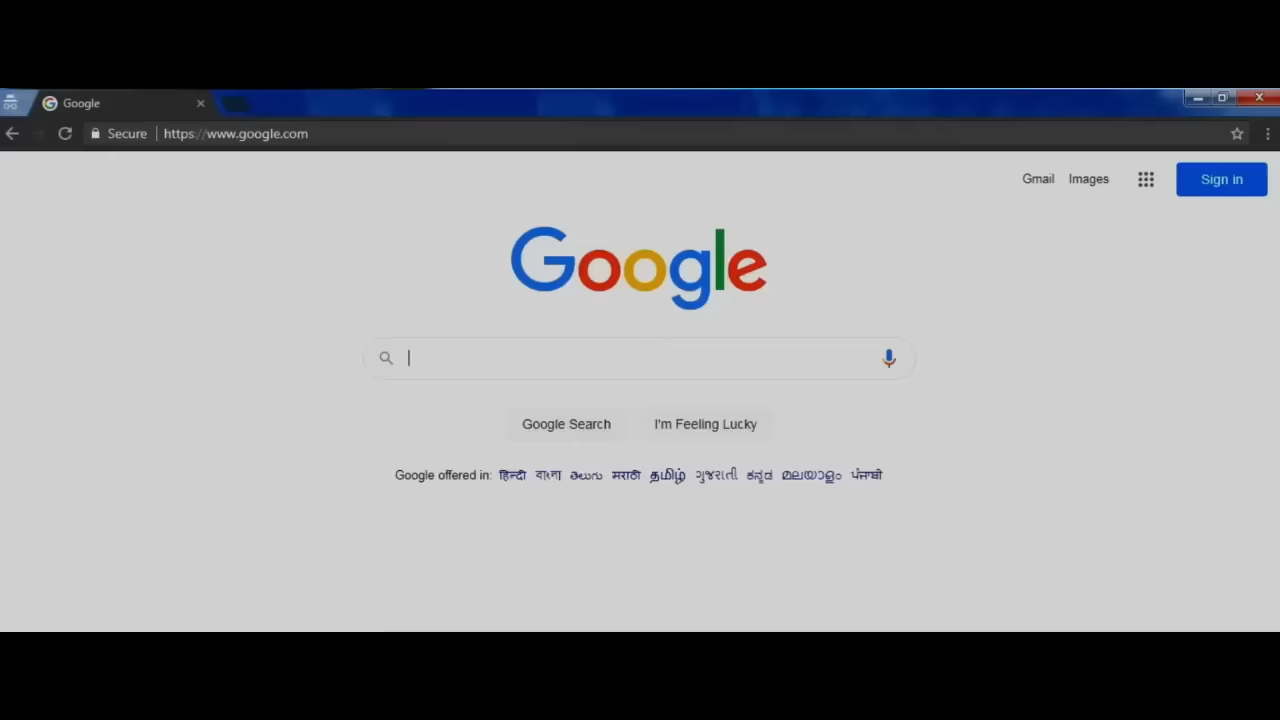 Google
Secure https://www.google.com
Gmail Images Sign in
Google
Google Search I'm Feeling Lucky
Google offered in: हिन्दी বাংলা తెలుగు मराठी தமிழ் ગુજરાતી ಕನ್ನಡ മലയാളം ਪੰਜਾਬੀ